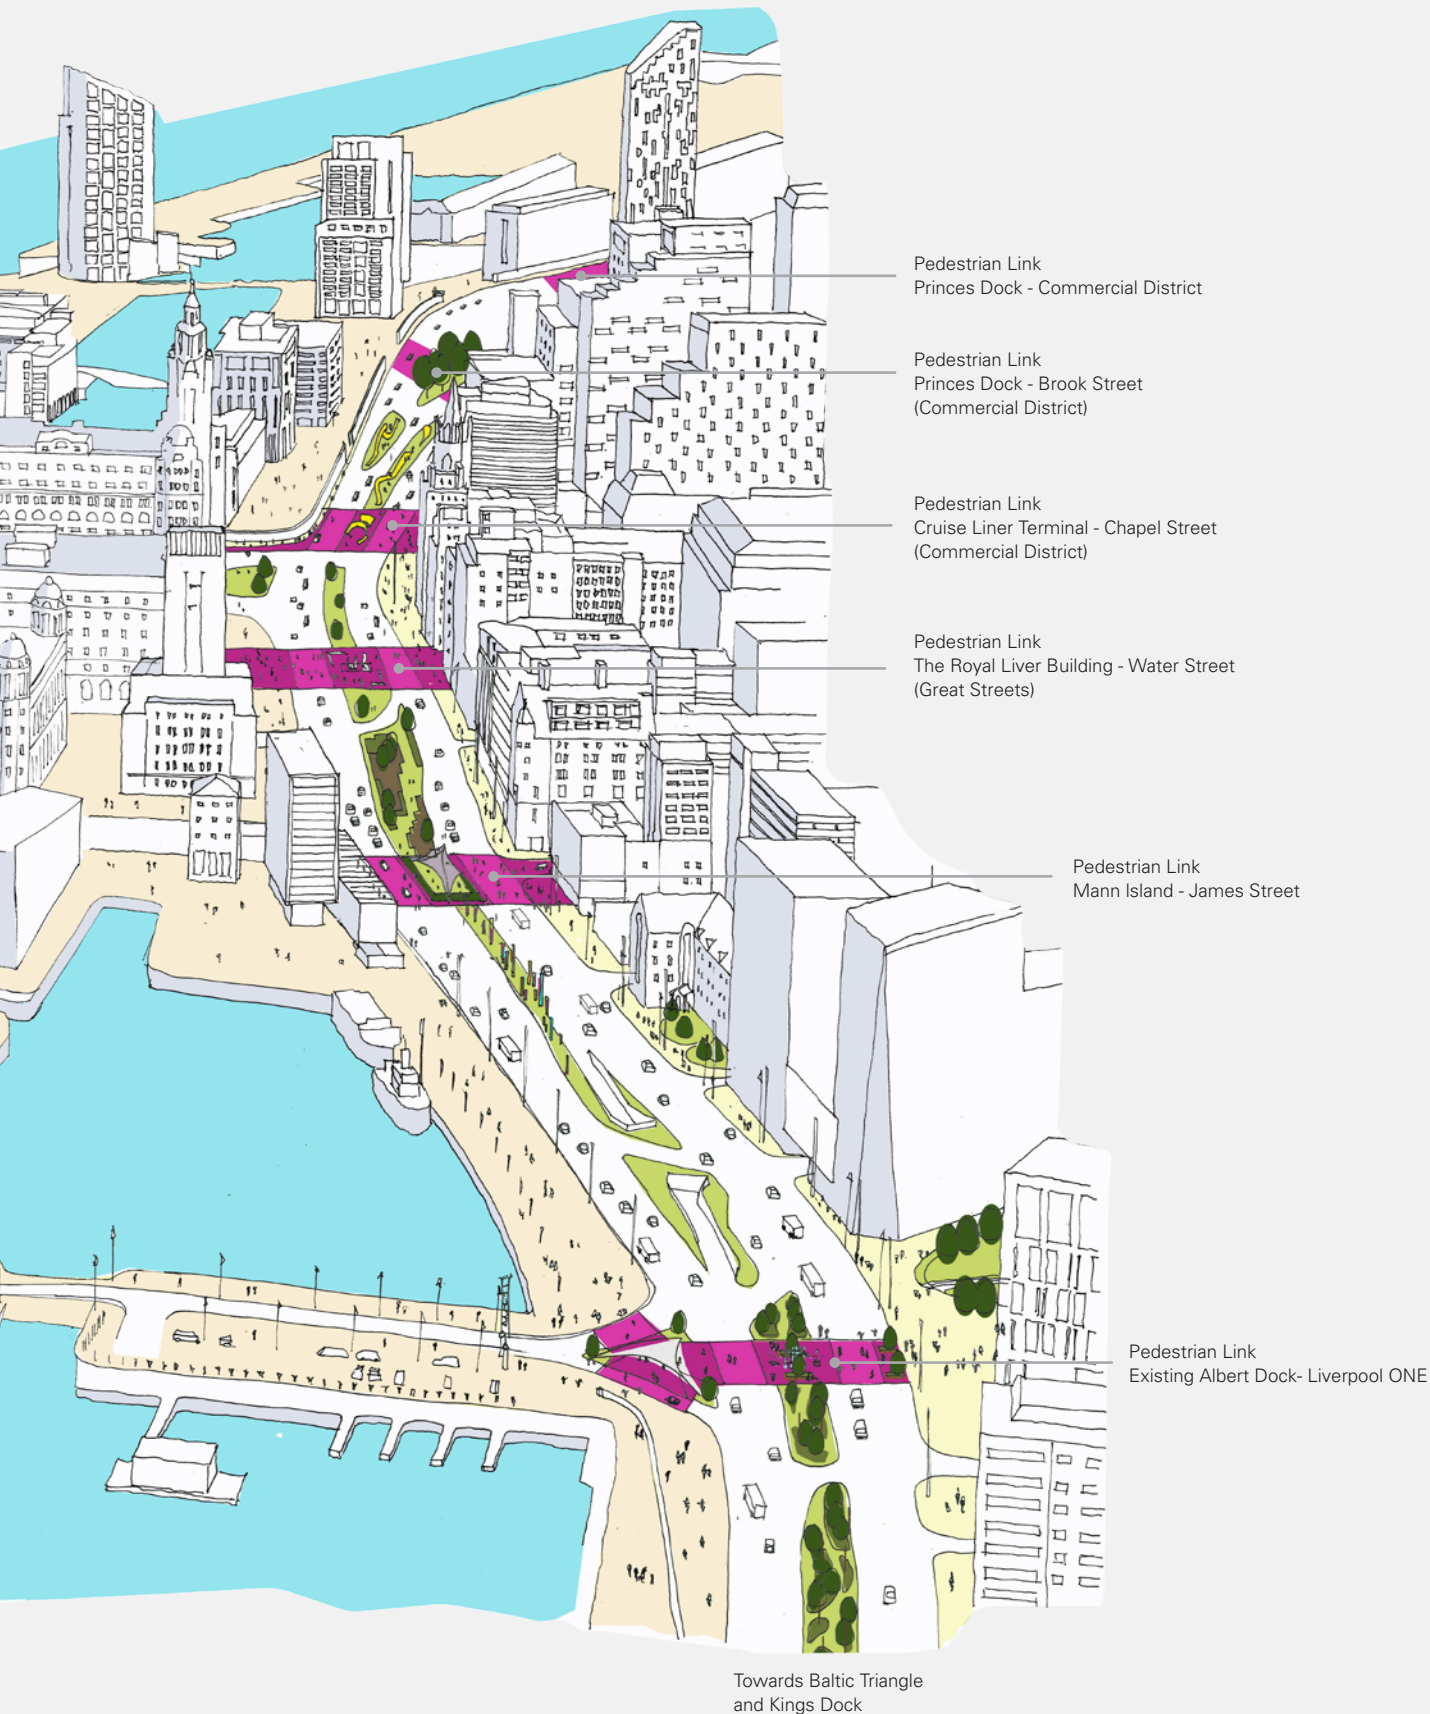 Pedestrian Link
Princes Dock - Commercial District
Pedestrian Link
Princes Dock - Brook Street
(Commercial District)
Pedestrian Link
Cruise Liner Terminal - Chapel Street
(Commercial District)
Pedestrian Link
The Royal Liver Building - Water Street
(Great Streets)
Pedestrian Link
Mann Island - James Street
Pedestrian Link
Existing Albert Dock- Liverpool ONE
Towards Baltic Triangle
and Kings Dock